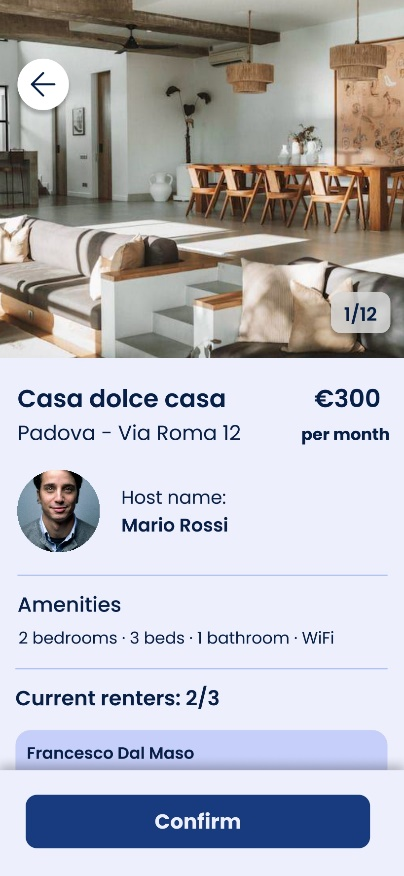 1/12
Casa dolce casa
€300
Padova - Via Roma 12
per month
Host name:
Mario Rossi
Amenities
2 bedrooms · 3 beds · 1 bathroom · WiFi
Current renters: 2/3
Francesco Dal Maso
Confirm